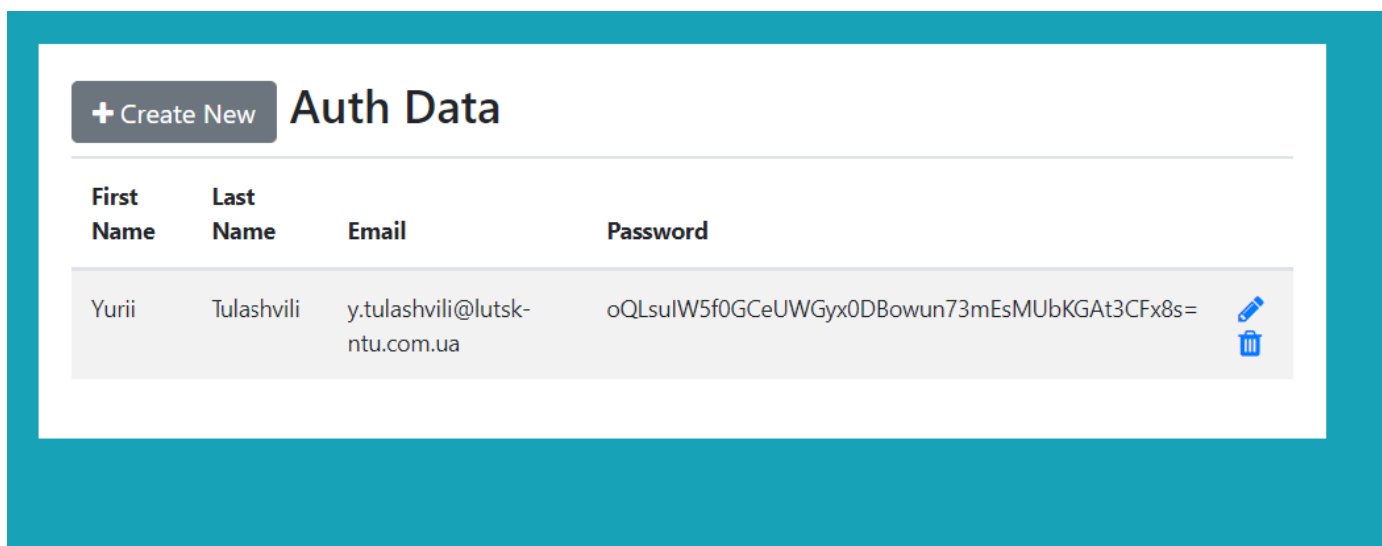 Create New Auth Data
First Last
Name Name Email Password
Yurii Tulashvili y.tulashvili@lutsk- oQLsuIW5f0GCeUWGyx0DBowun73mEsMUbKGAt3CFx8s=
ntu.com.ua